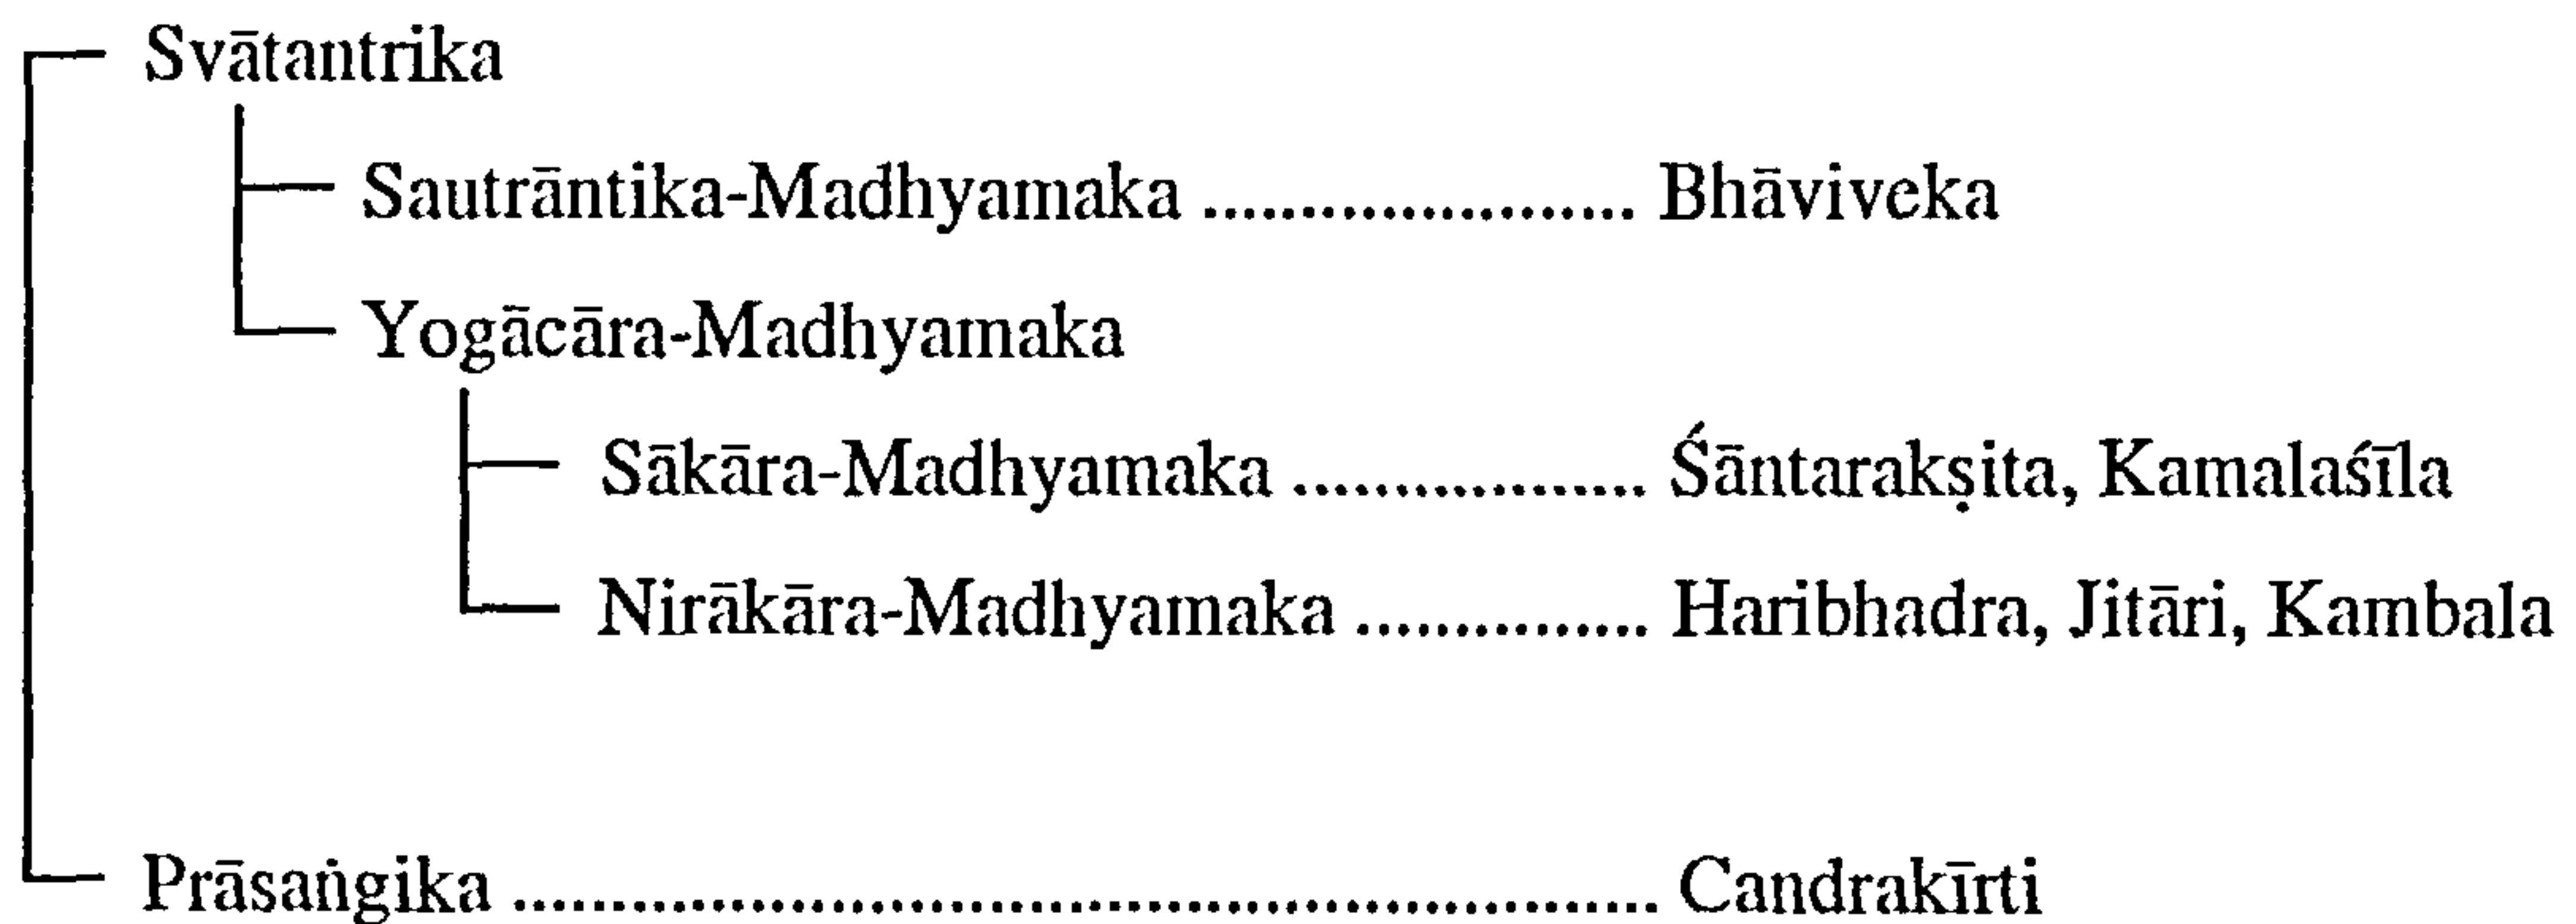 Svātantrika
Sautrāntika-Madhyamaka ...................... Bhāviveka
Yogācāra-Madhyamaka
Sākāra-Madhyamaka .................. Śāntarakṣita, Kamalaśīla
Nirākāra-Madhyamaka ............... Haribhadra, Jitāri, Kambala
Prāsaṅgika .......................................................... Candrakīrti